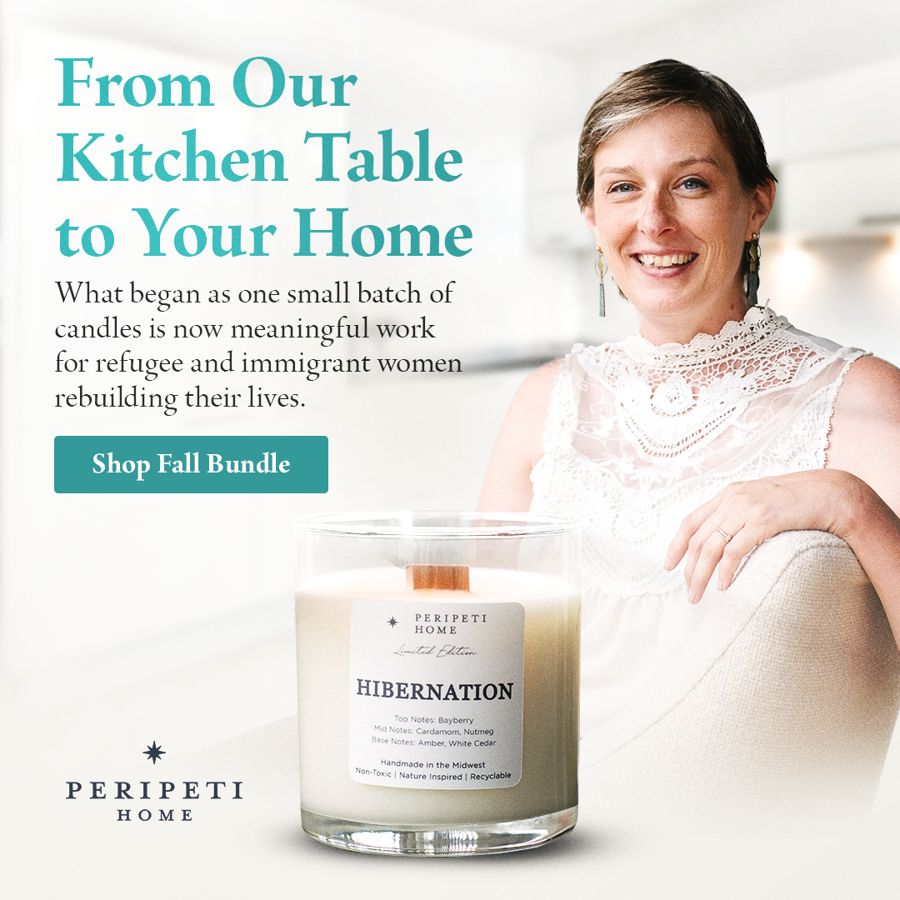 From Our
Kitchen Table
to Your Home
What began as one small batch of
candles is now meaningful work
for refugee and immigrant women
rebuilding their lives.
Shop Fall Bundle
PERIPETI
HOME
Limited Edition
HIBERNATION
Top Notes: Bayberry
Mid Notes: Cardamom, Nutmeg
Base Notes: Amber, White Cedar
Handmade in the Midwest
Non-Toxic | Nature Inspired | Recyclable
PERIPETI
HOME